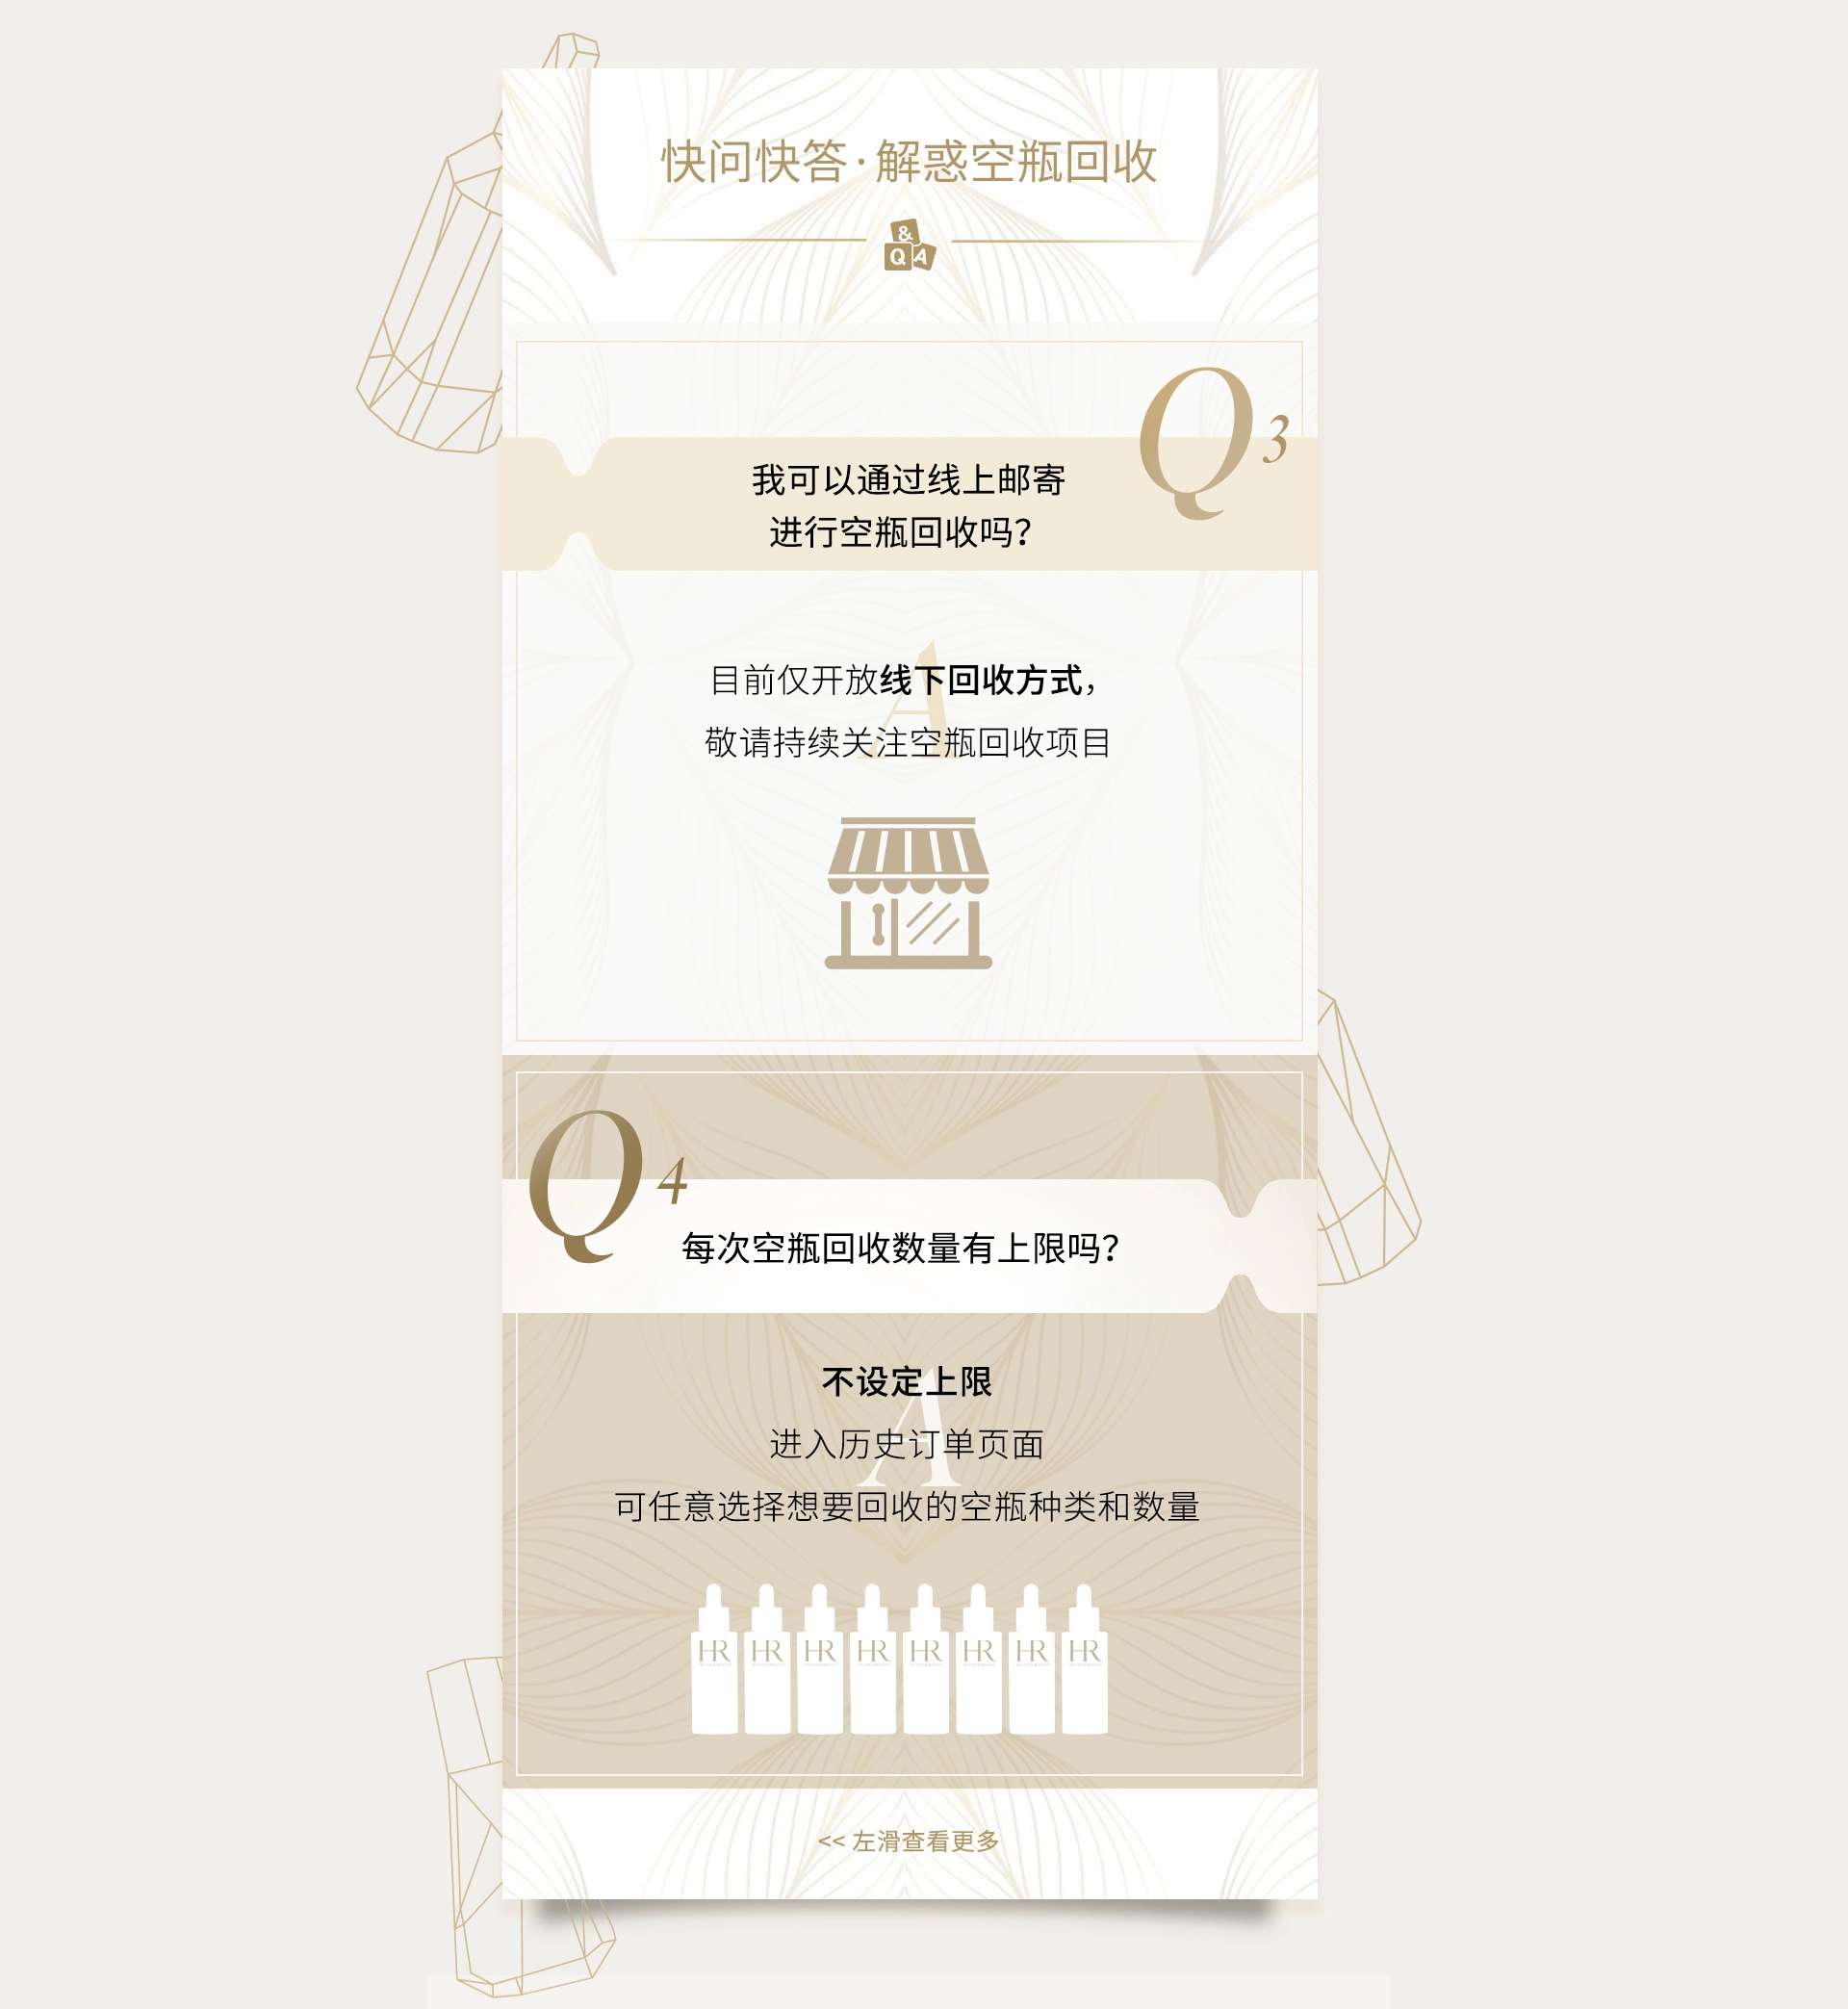 快问快答·解惑空瓶回收
&
Q A
Q3
我可以通过线上邮寄
进行空瓶回收吗?
A
目前仅开放线下回收方式,
敬请持续关注空瓶回收项目
Q4
每次空瓶回收数量有上限吗?
A
不设定上限
进入历史订单页面
可任意选择想要回收的空瓶种类和数量
HR HR HR HR HR HR HR HR
<< 左滑查看更多